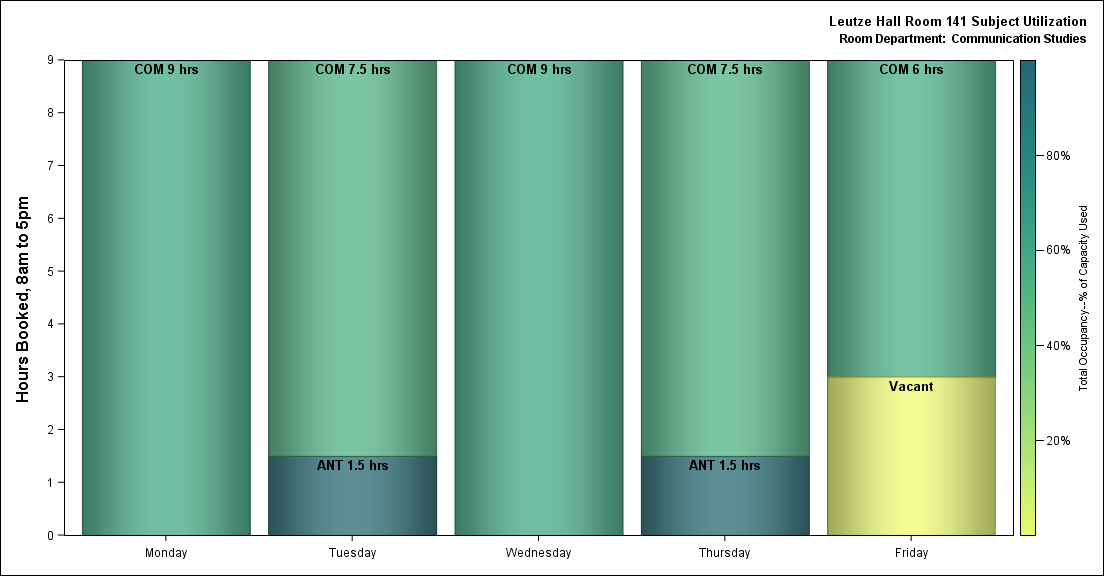 Leutze Hall Room 141 Subject Utilization
Room Department: Communication Studies
Hours Booked, 8am to 5pm
9
8
7
6
5
4
3
2
1
0
COM 9 hrs
COM 7.5 hrs
COM 9 hrs
COM 7.5 hrs
COM 6 hrs
Vacant
ANT 1.5 hrs
ANT 1.5 hrs
Monday
Tuesday
Wednesday
Thursday
Friday
80%
60%
40%
20%
Total Occupancy--% of Capacity Used